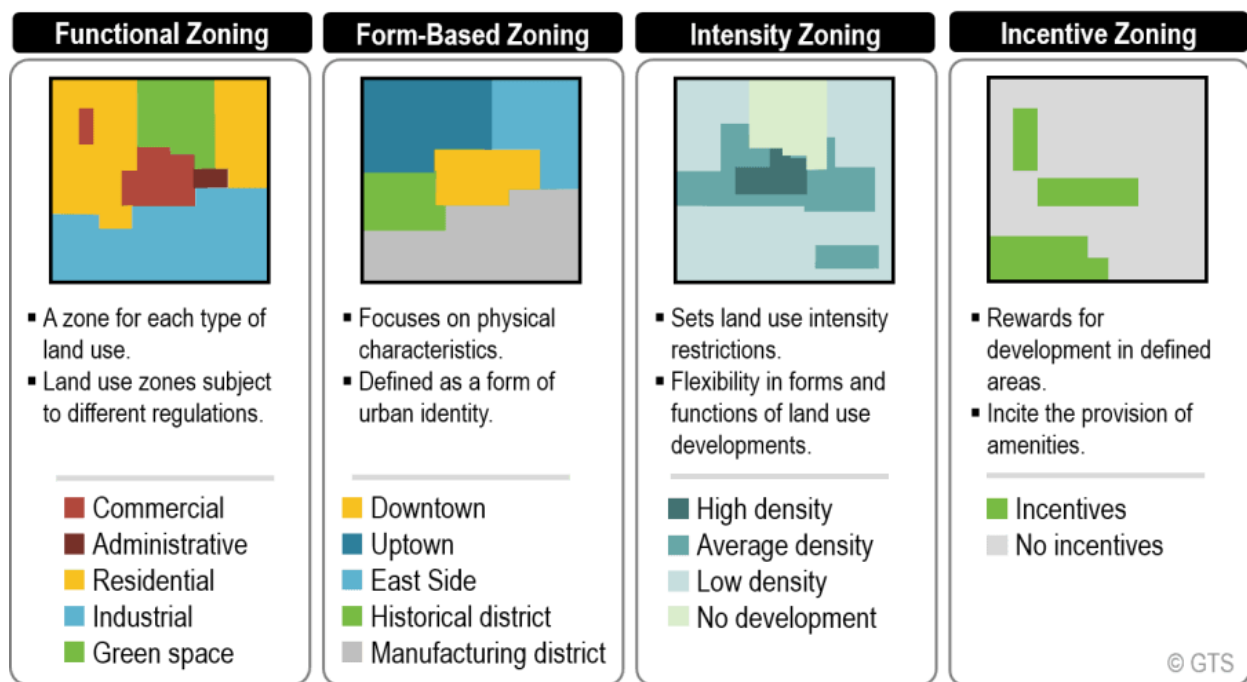 Functional Zoning
▪ A zone for each type of
land use.
▪ Land use zones subject
to different regulations.
Commercial
Administrative
Residential
Industrial
Green space
Form-Based Zoning
▪ Focuses on physical
characteristics.
▪ Defined as a form of
urban identity.
Downtown
Uptown
East Side
Historical district
Manufacturing district
Intensity Zoning
▪ Sets land use intensity
restrictions.
▪ Flexibility in forms and
functions of land use
developments.
High density
Average density
Low density
No development
Incentive Zoning
▪ Rewards for
development in defined
areas.
▪ Incite the provision of
amenities.
Incentives
No incentives
© GTS